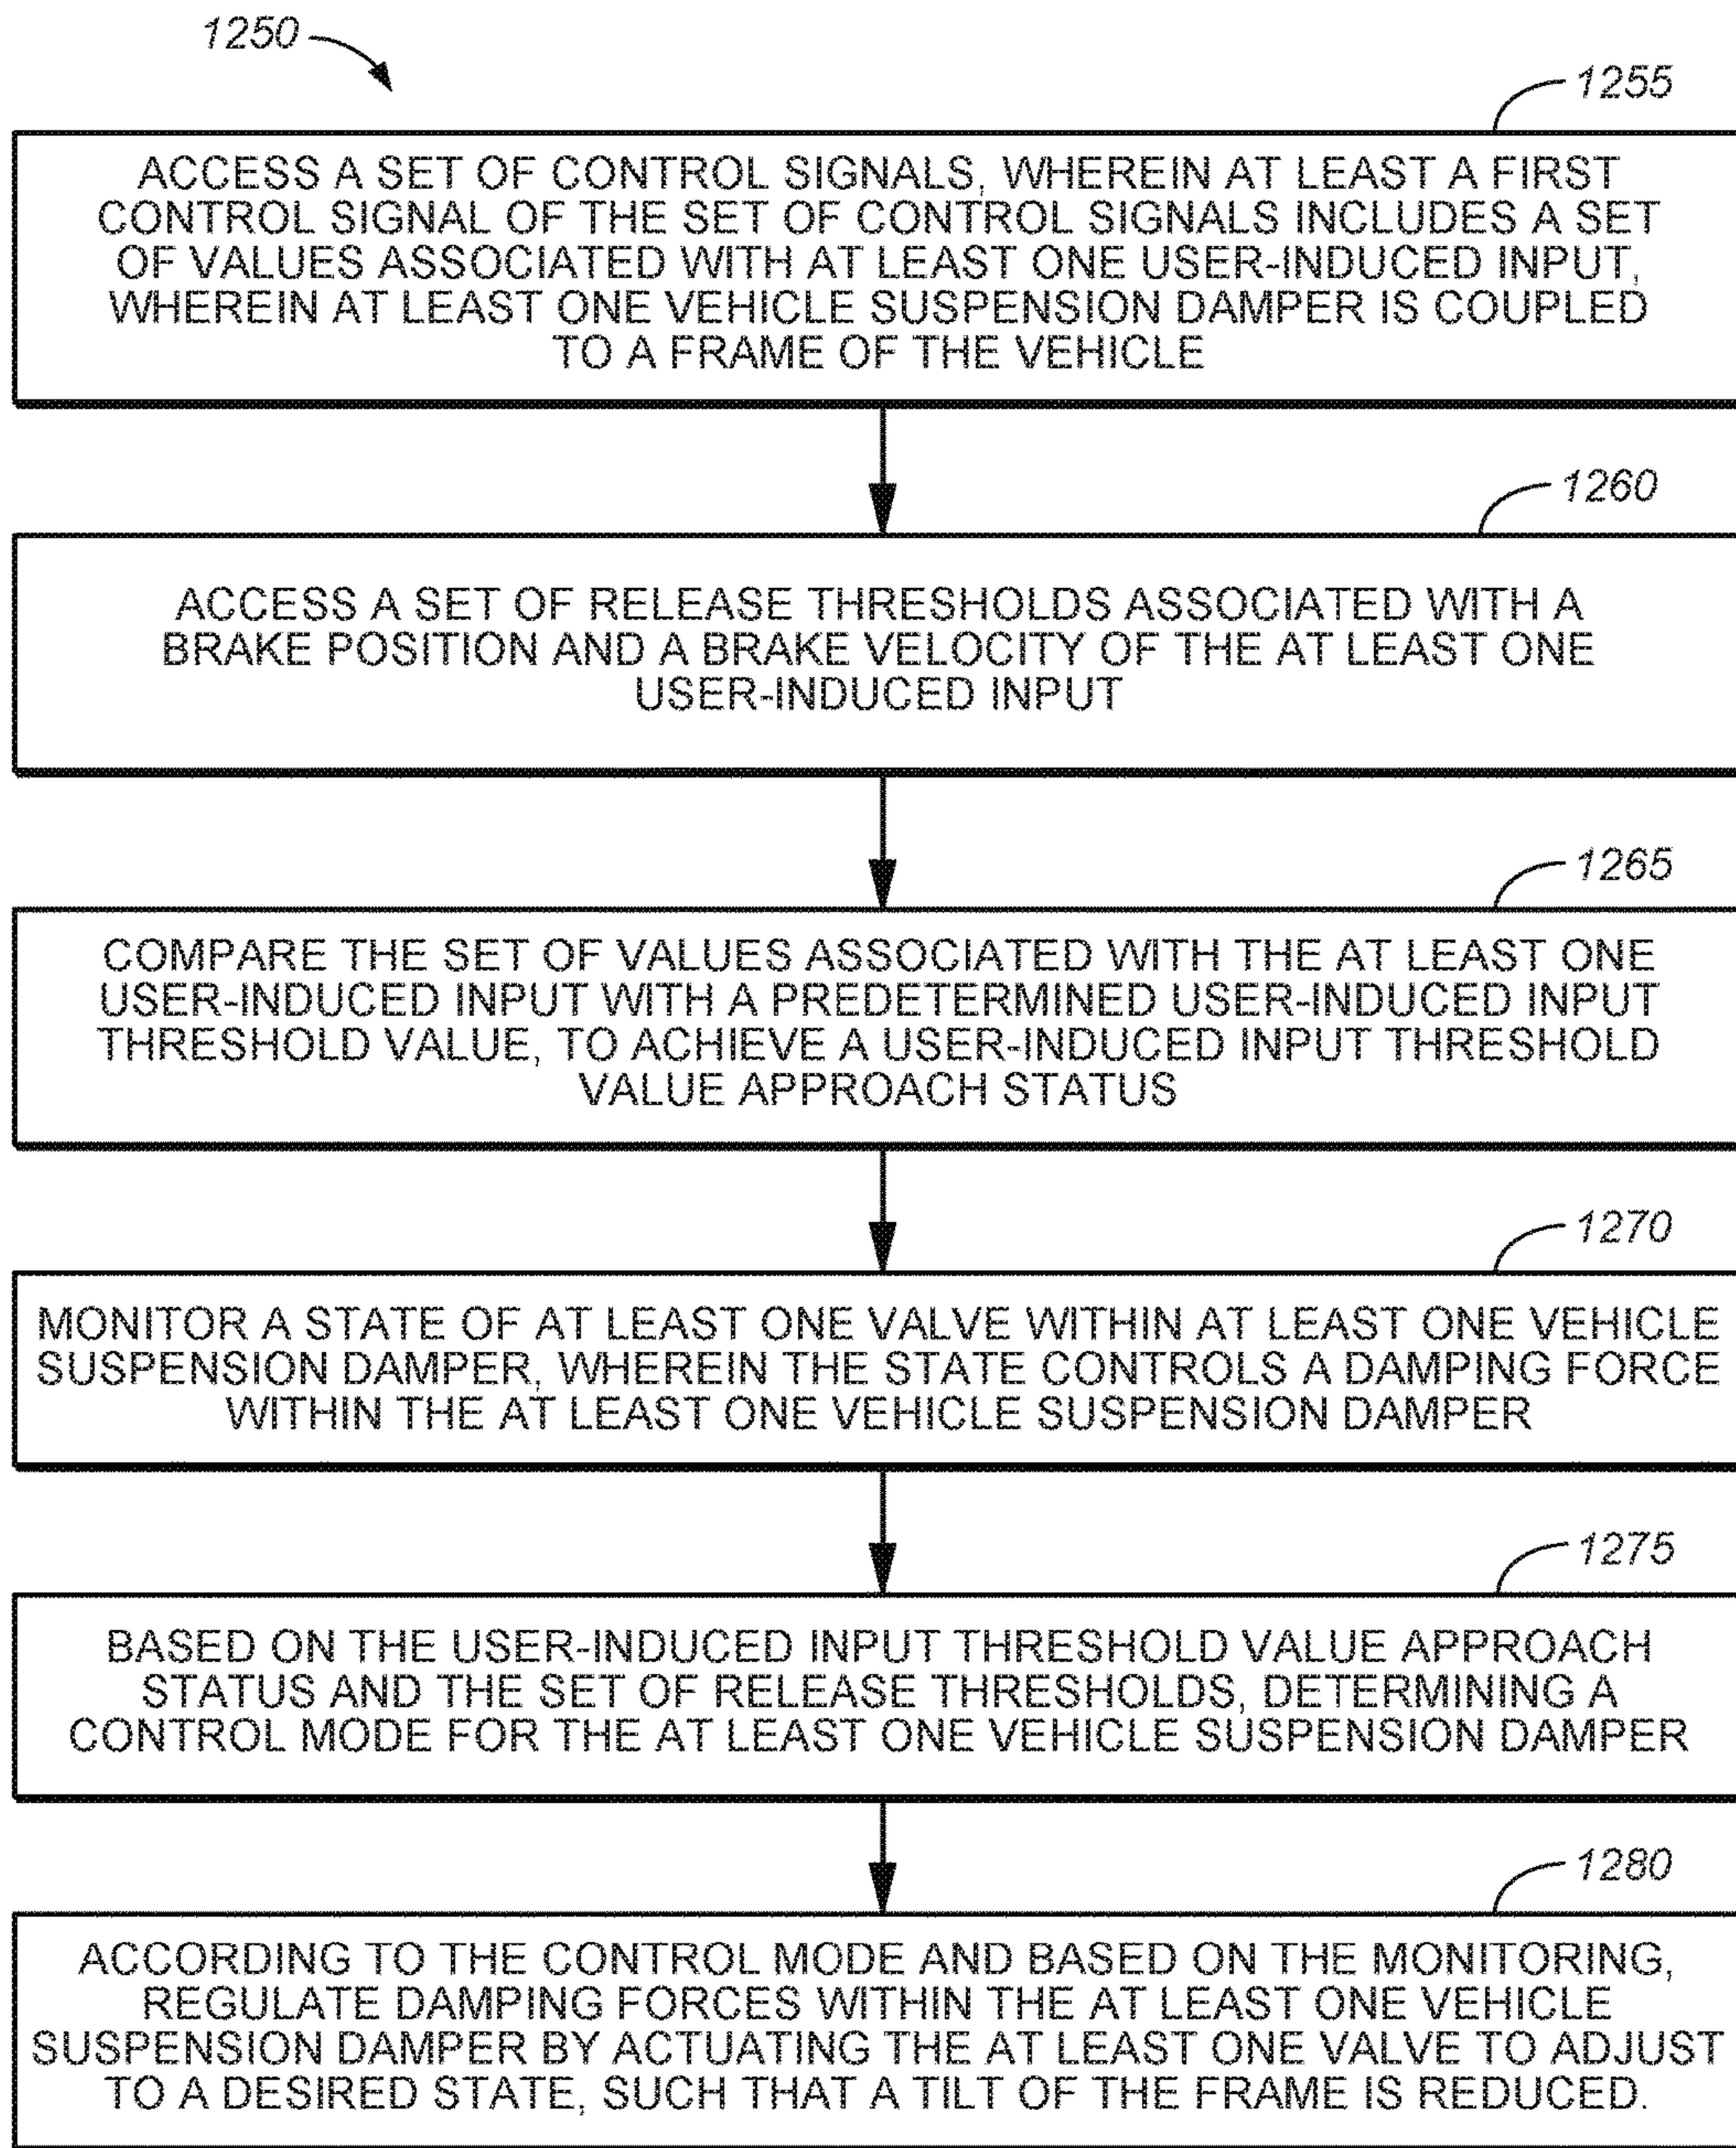 1250
1255
ACCESS A SET OF CONTROL SIGNALS, WHEREIN AT LEAST A FIRST
CONTROL SIGNAL OF THE SET OF CONTROL SIGNALS INCLUDES A SET
OF VALUES ASSOCIATED WITH AT LEAST ONE USER-INDUCED INPUT,
WHEREIN AT LEAST ONE VEHICLE SUSPENSION DAMPER IS COUPLED
TO A FRAME OF THE VEHICLE
1260
ACCESS A SET OF RELEASE THRESHOLDS ASSOCIATED WITH A
BRAKE POSITION AND A BRAKE VELOCITY OF THE AT LEAST ONE
USER-INDUCED INPUT
1265
COMPARE THE SET OF VALUES ASSOCIATED WITH THE AT LEAST ONE
USER-INDUCED INPUT WITH A PREDETERMINED USER-INDUCED INPUT
THRESHOLD VALUE, TO ACHIEVE A USER-INDUCED INPUT THRESHOLD
VALUE APPROACH STATUS
1270
MONITOR A STATE OF AT LEAST ONE VALVE WITHIN AT LEAST ONE VEHICLE
SUSPENSION DAMPER, WHEREIN THE STATE CONTROLS A DAMPING FORCE
WITHIN THE AT LEAST ONE VEHICLE SUSPENSION DAMPER
1275
BASED ON THE USER-INDUCED INPUT THRESHOLD VALUE APPROACH
STATUS AND THE SET OF RELEASE THRESHOLDS, DETERMINING A
CONTROL MODE FOR THE AT LEAST ONE VEHICLE SUSPENSION DAMPER
1280
ACCORDING TO THE CONTROL MODE AND BASED ON THE MONITORING,
REGULATE DAMPING FORCES WITHIN THE AT LEAST ONE VEHICLE
SUSPENSION DAMPER BY ACTUATING THE AT LEAST ONE VALVE TO ADJUST
TO A DESIRED STATE, SUCH THAT A TILT OF THE FRAME IS REDUCED.